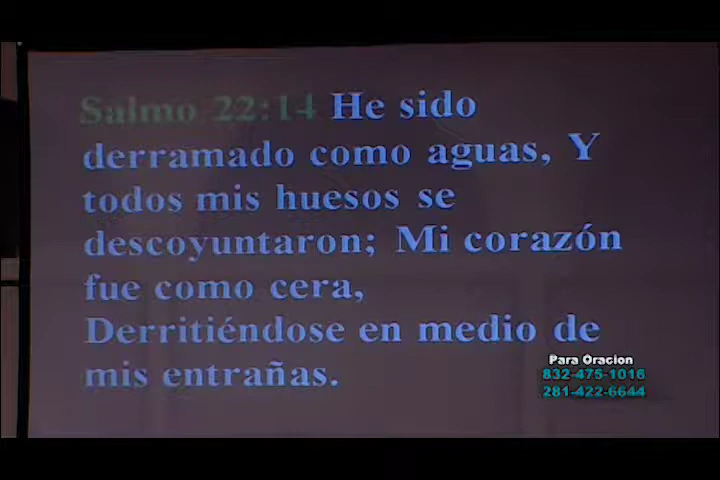 Salmo 22:14 He sido
derramado como aguas, Y
todos mis huesos se
descoyuntaron; Mi corazón
fue como cera,
Derritiéndose en medio de
mis entrañas.
Para Oracion
832-475-1016
281-422-6644